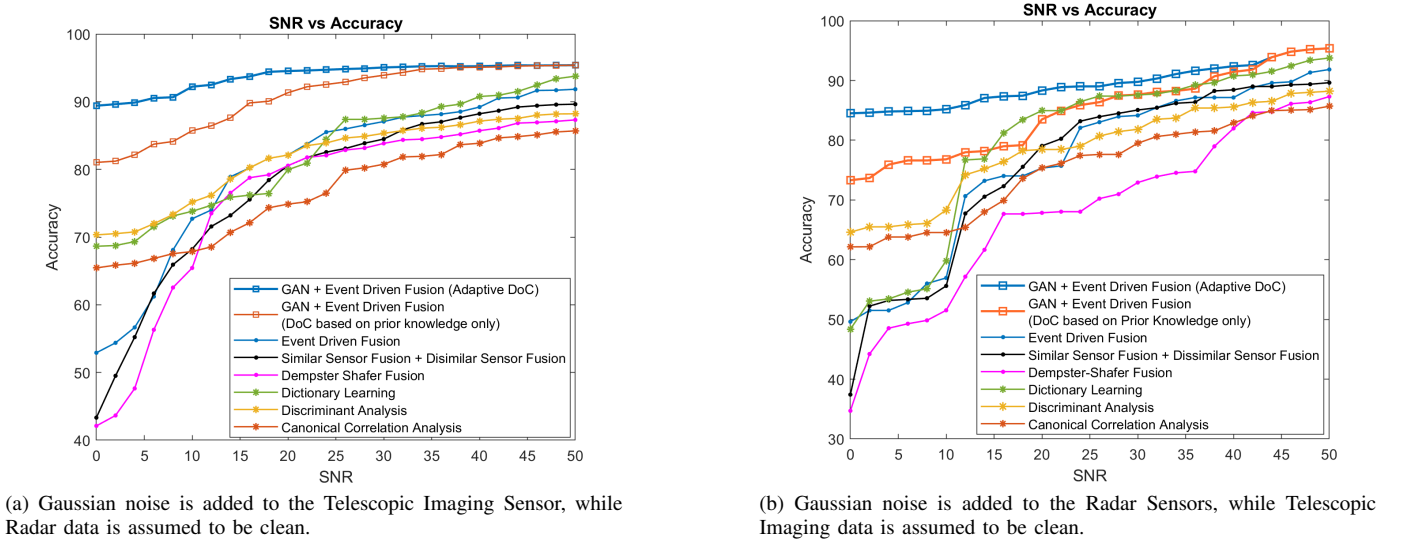 SNR vs Accuracy
100
90
80
70
60
50
40
Accuracy
0 5 10 15 20 25 30 35 40 45 50
SNR
GAN + Event Driven Fusion (Adaptive DoC)
GAN + Event Driven Fusion
(DoC based on prior knowledge only)
Event Driven Fusion
Similar Sensor Fusion + Disimilar Sensor Fusion
Dempster Shafer Fusion
Dictionary Learning
Discriminant Analysis
Canonical Correlation Analysis
(a) Gaussian noise is added to the Telescopic Imaging Sensor, while
Radar data is assumed to be clean.
SNR vs Accuracy
100
90
80
70
60
50
40
30
Accuracy
0 5 10 15 20 25 30 35 40 45 50
SNR
GAN + Event Driven Fusion (Adaptive DoC)
GAN + Event Driven Fusion
(DoC based on Prior Knowledge only)
Event Driven Fusion
Similar Sensor Fusion + Dissimilar Sensor Fusion
Dempster-Shafer Fusion
Dictionary Learning
Discriminant Analysis
Canonical Correlation Analysis
(b) Gaussian noise is added to the Radar Sensors, while Telescopic
Imaging data is assumed to be clean.